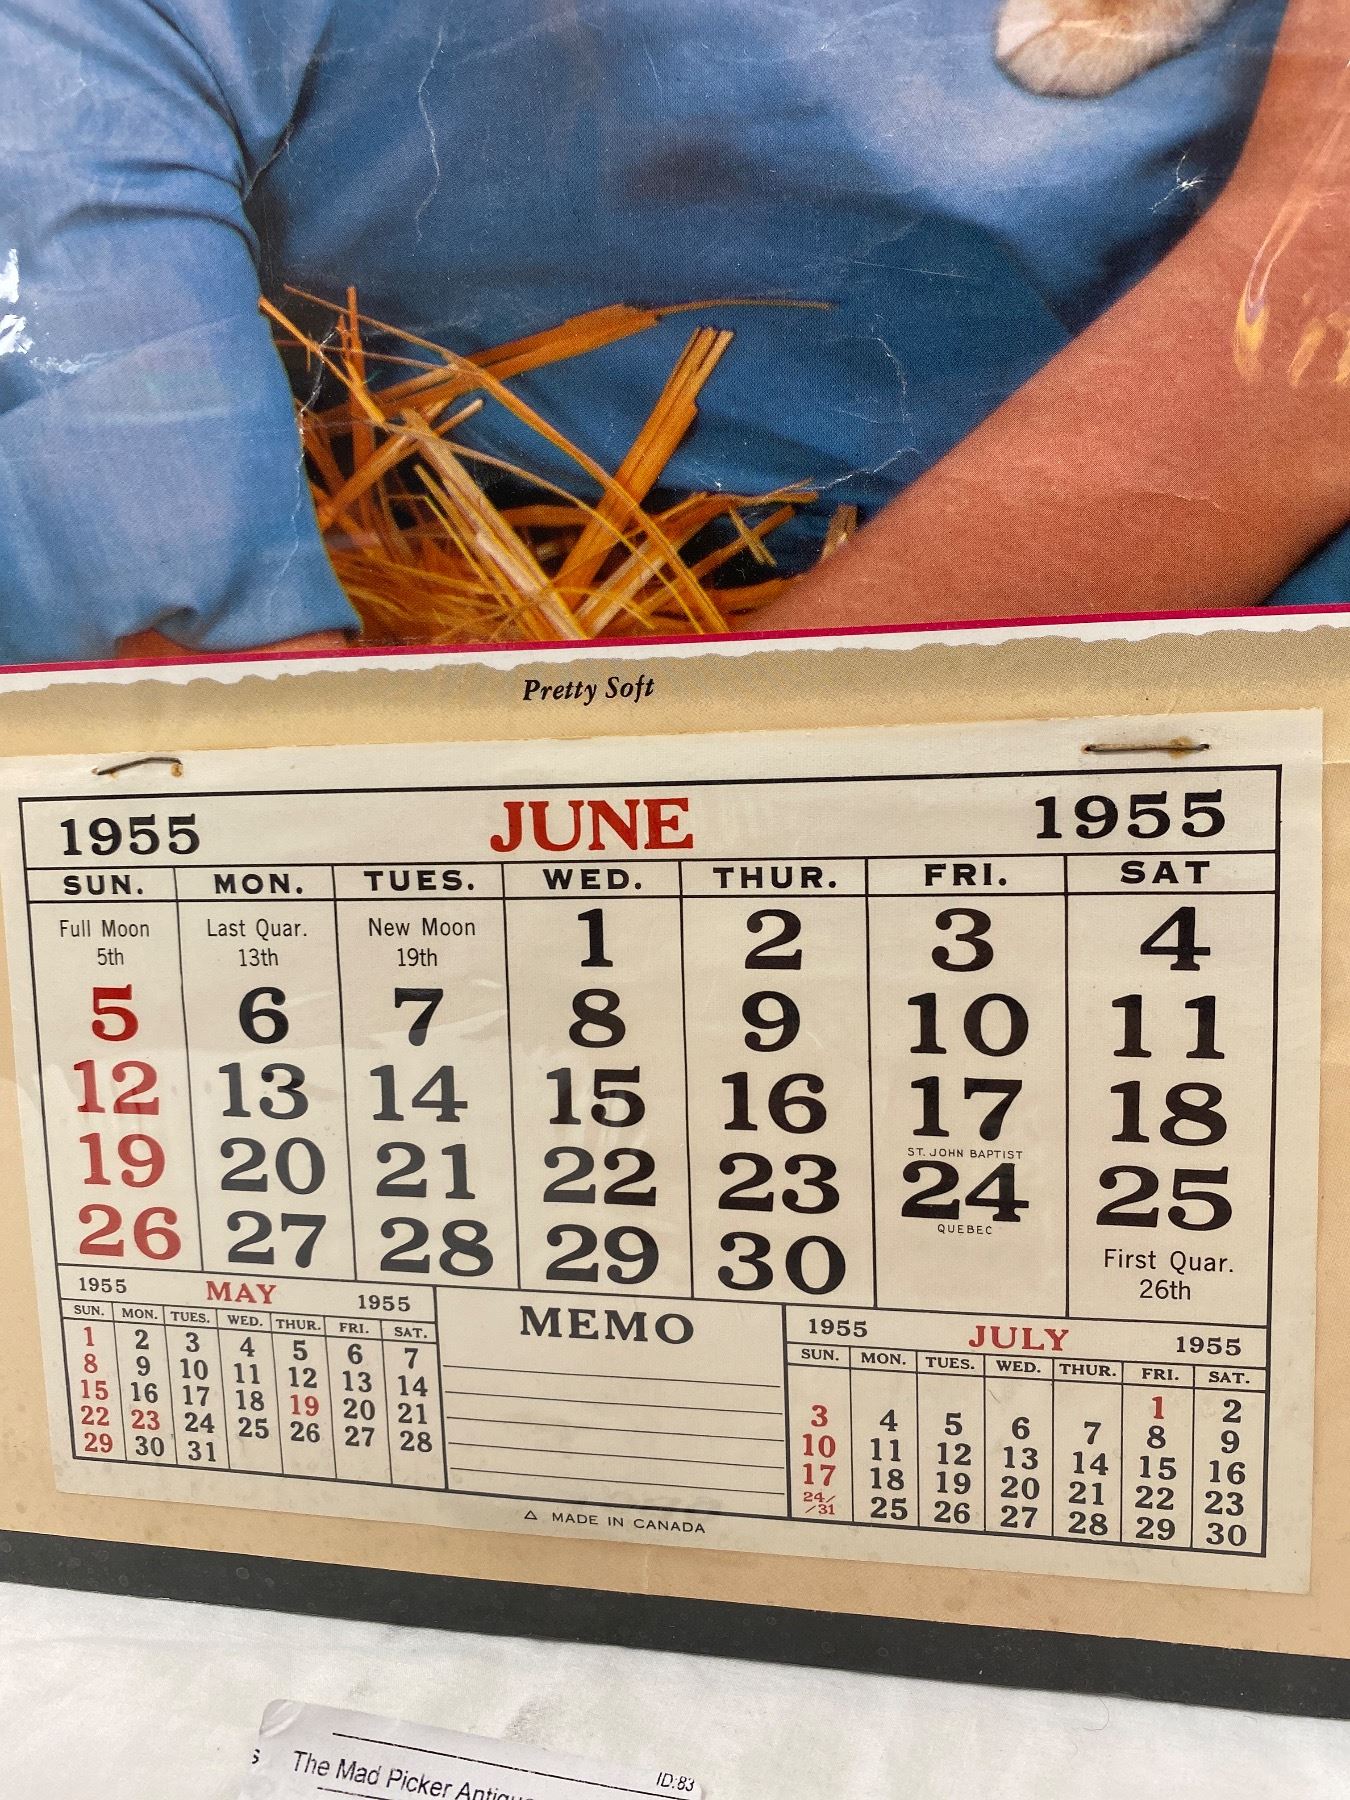 Pretty Soft
1955 JUNE 1955
SUN. MON. TUES. WED. THUR. FRI. SAT
Full Moon 5th Last Quar. 13th New Moon 19th 1 2 3 4
5 6 7 8 9 10 11
12 13 14 15 16 17 18
ST. JOHN BAPTIST
19 20 21 22 23 24 25
QUEBEC
26 27 28 29 30 First Quar. 26th
1955 MAY 1955
SUN. MON. TUES. WED. THUR. FRI. SAT.
1 2 3 4 5 6 7
8 9 10 11 12 13 14
15 16 17 18 19 20 21
22 23 24 25 26 27 28
29 30 31
MEMO
1955 JULY 1955
SUN. MON. TUES. WED. THUR. FRI. SAT.
1 2
3 4 5 6 7 8 9
10 11 12 13 14 15 16
17 18 19 20 21 22 23
24/31 25 26 27 28 29 30
△ MADE IN CANADA
ID:83
s The Mad Picker Antiqu